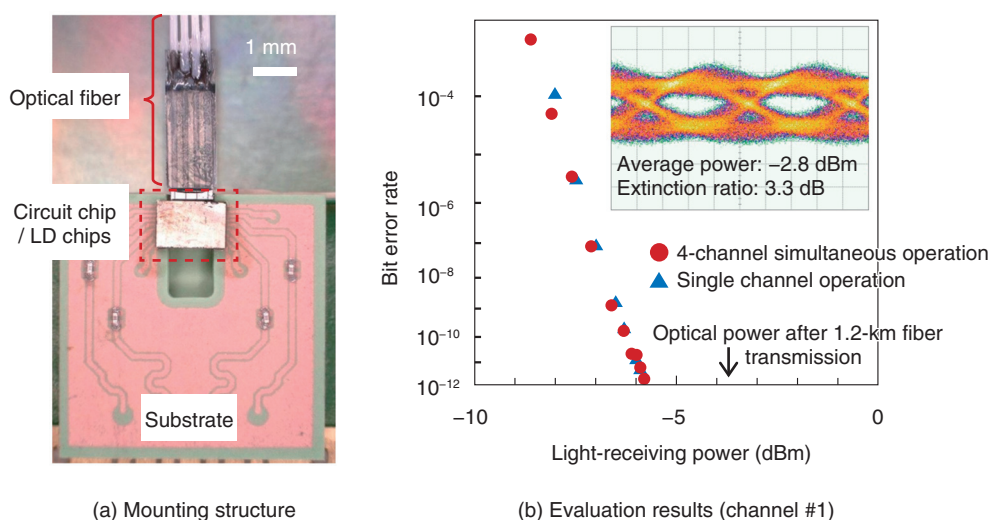 1 mm
Optical fiber
Circuit chip
/ LD chips
Substrate
(a) Mounting structure
Bit error rate
10−4
10−6
10−8
10−10
10−12
Average power: −2.8 dBm
Extinction ratio: 3.3 dB
4-channel simultaneous operation
Single channel operation
Optical power after 1.2-km fiber
transmission
−10
−5
0
Light-receiving power (dBm)
(b) Evaluation results (channel #1)